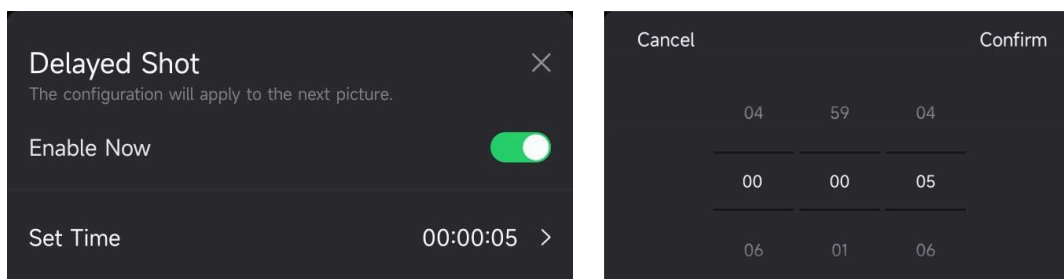 Delayed Shot
The configuration will apply to the next picture.
Enable Now
Set Time 00:00:05 >
Cancel Confirm
04 59 04
00 00 05
06 01 06